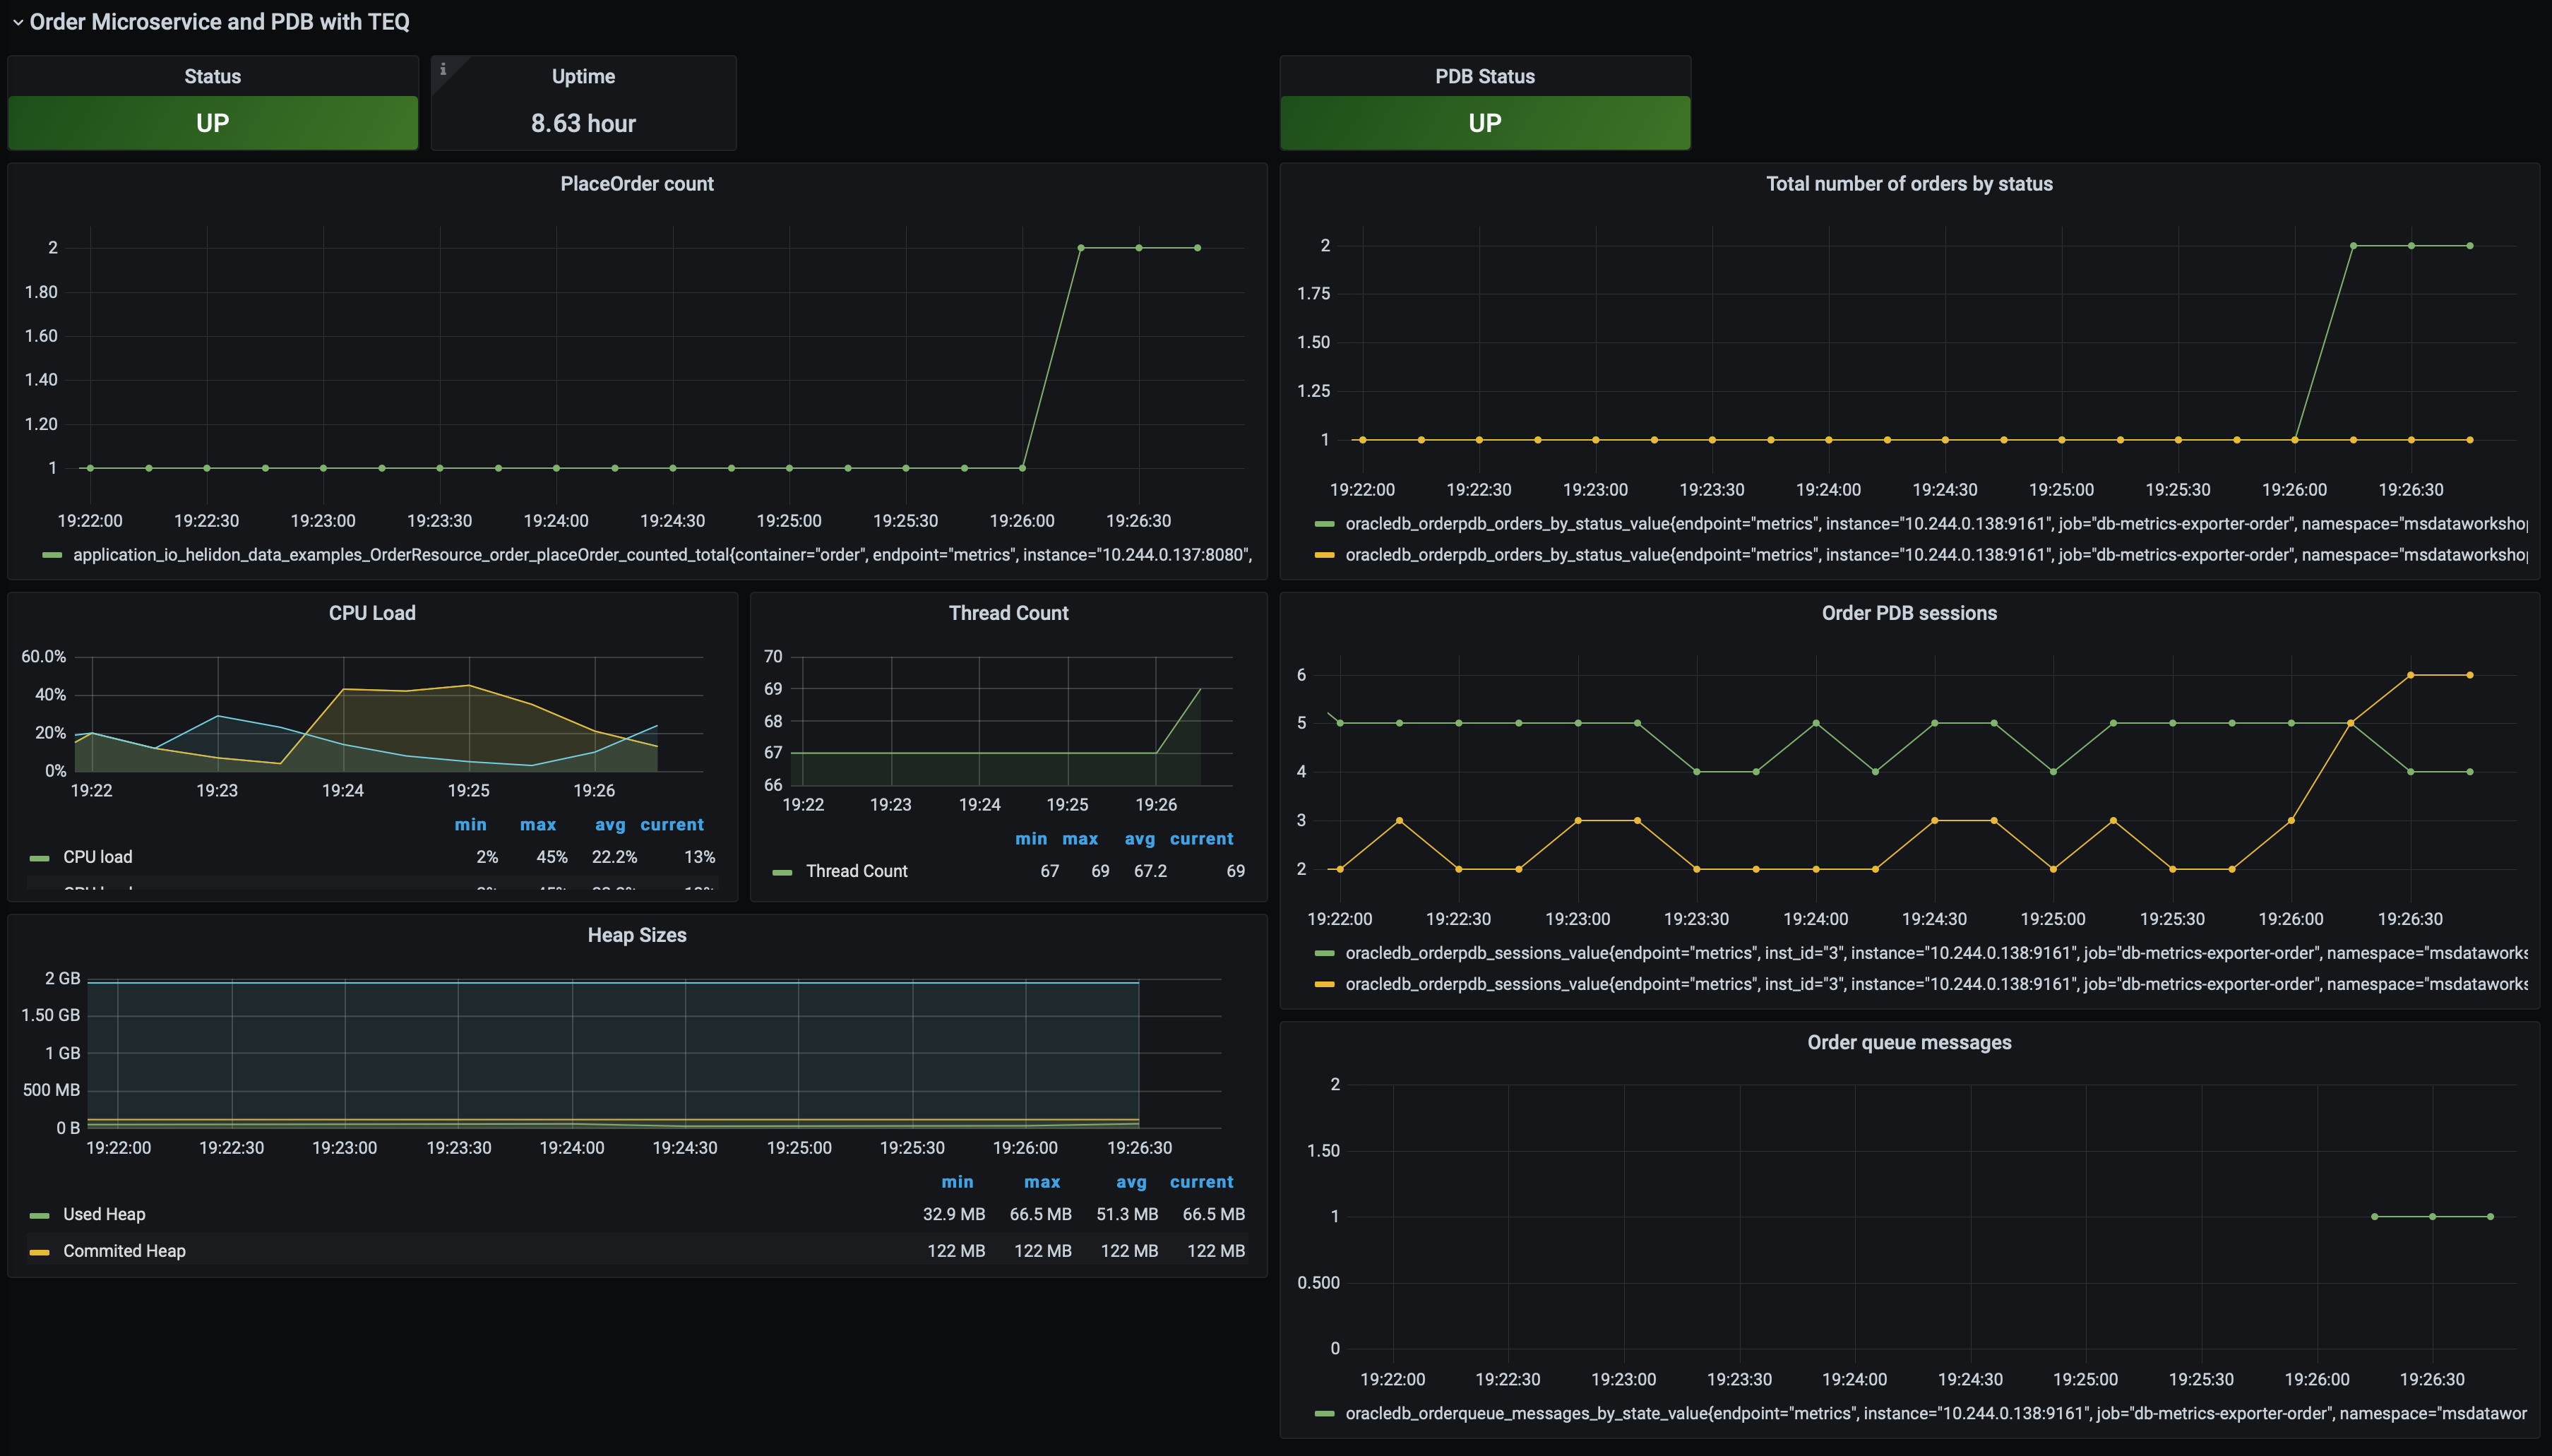 Order Microservice and PDB with TEQ
Status
UP
i
Uptime
8.63 hour
PDB Status
UP
PlaceOrder count
2
1.80
1.60
1.40
1.20
1
19:22:00 19:22:30 19:23:00 19:23:30 19:24:00 19:24:30 19:25:00 19:25:30 19:26:00 19:26:30
application_io_helidon_data_examples_OrderResource_order_placeOrder_counted_total{container="order", endpoint="metrics", instance="10.244.0.137:8080",
Total number of orders by status
2
1.75
1.50
1.25
1
19:22:00 19:22:30 19:23:00 19:23:30 19:24:00 19:24:30 19:25:00 19:25:30 19:26:00 19:26:30
oracledb_orderpdb_orders_by_status_value{endpoint="metrics", instance="10.244.0.138:9161", job="db-metrics-exporter-order", namespace="msdataworkshop
oracledb_orderpdb_orders_by_status_value{endpoint="metrics", instance="10.244.0.138:9161", job="db-metrics-exporter-order", namespace="msdataworkshop
CPU Load
60.0%
40%
20%
0%
19:22 19:23 19:24 19:25 19:26
min max avg current
CPU load 2% 45% 22.2% 13%
Thread Count
70
69
68
67
66
19:22 19:23 19:24 19:25 19:26
min max avg current
Thread Count 67 69 67.2 69
Order PDB sessions
6
5
4
3
2
19:22:00 19:22:30 19:23:00 19:23:30 19:24:00 19:24:30 19:25:00 19:25:30 19:26:00 19:26:30
oracledb_orderpdb_sessions_value{endpoint="metrics", inst_id="3", instance="10.244.0.138:9161", job="db-metrics-exporter-order", namespace="msdataworks
oracledb_orderpdb_sessions_value{endpoint="metrics", inst_id="3", instance="10.244.0.138:9161", job="db-metrics-exporter-order", namespace="msdataworks
Heap Sizes
2 GB
1.50 GB
1 GB
500 MB
0 B
19:22:00 19:22:30 19:23:00 19:23:30 19:24:00 19:24:30 19:25:00 19:25:30 19:26:00 19:26:30
min max avg current
Used Heap 32.9 MB 66.5 MB 51.3 MB 66.5 MB
Commited Heap 122 MB 122 MB 122 MB 122 MB
Order queue messages
2
1.50
1
0.500
0
19:22:00 19:22:30 19:23:00 19:23:30 19:24:00 19:24:30 19:25:00 19:25:30 19:26:00 19:26:30
oracledb_orderqueue_messages_by_state_value{endpoint="metrics", instance="10.244.0.138:9161", job="db-metrics-exporter-order", namespace="msdatawor